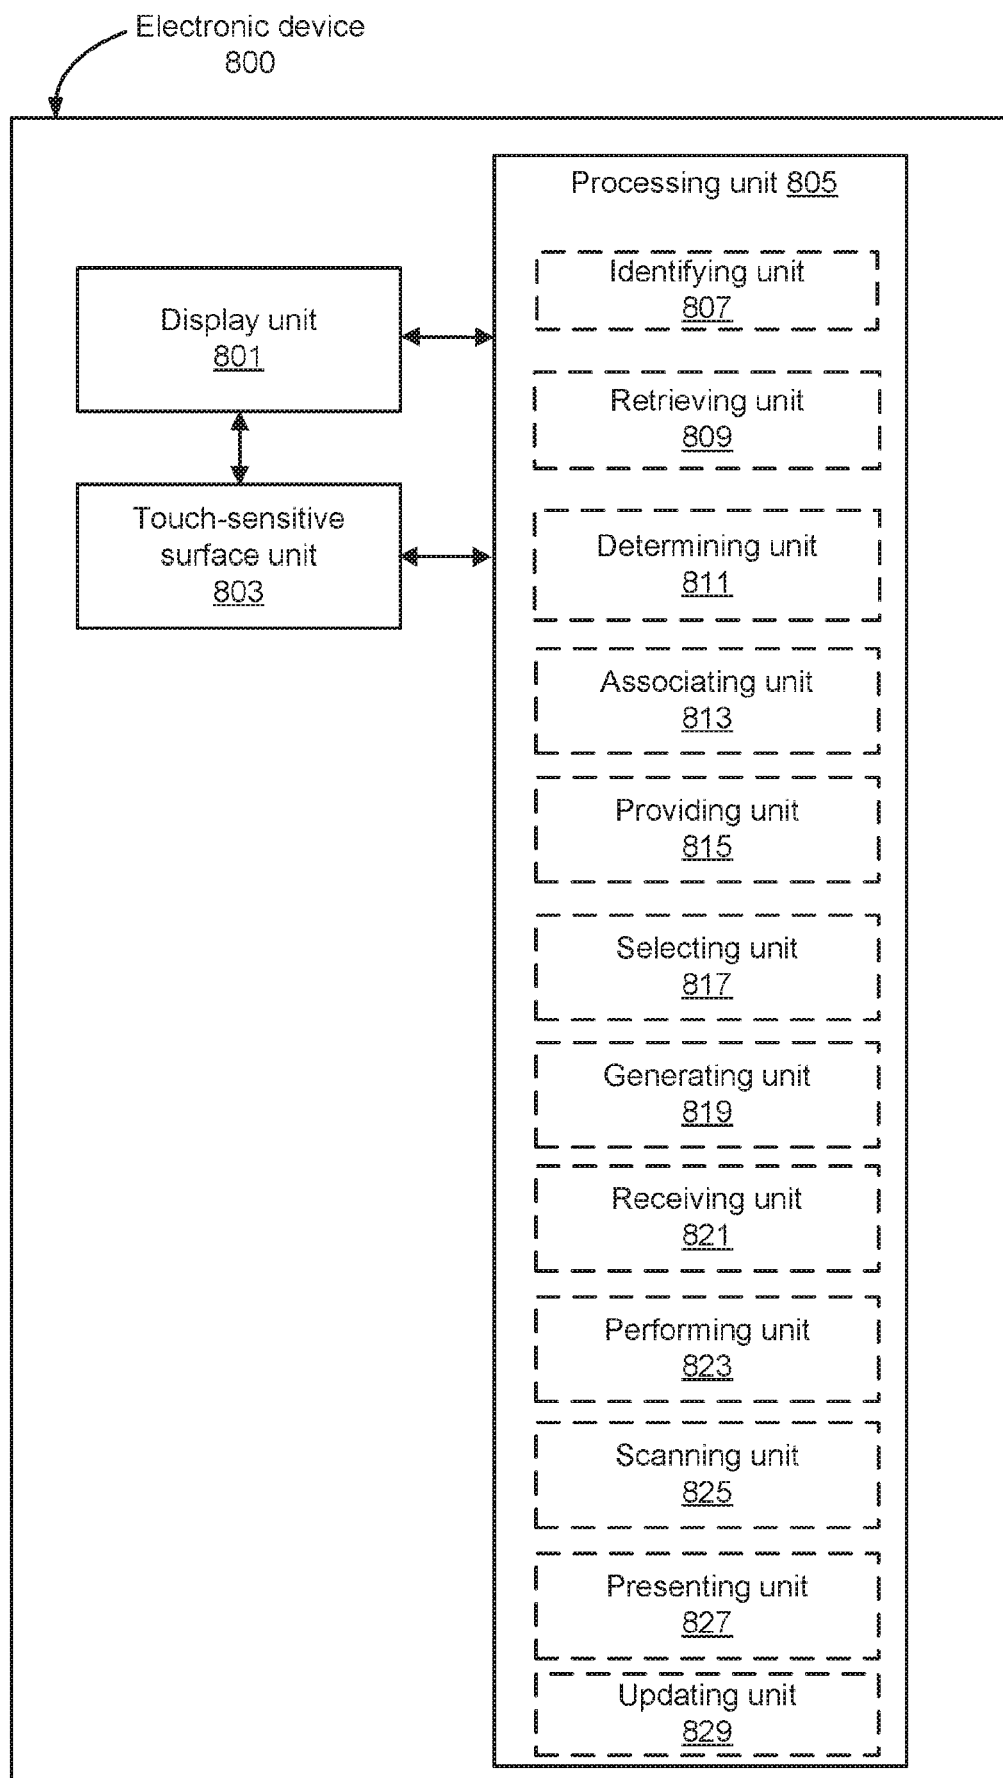 Electronic device
800
Processing unit 805
Identifying unit
807
Display unit
801
Retrieving unit
809
Touch-sensitive
surface unit
803
Determining unit
811
Associating unit
813
Providing unit
815
Selecting unit
817
Generating unit
819
Receiving unit
821
Performing unit
823
Scanning unit
825
Presenting unit
827
Updating unit
829